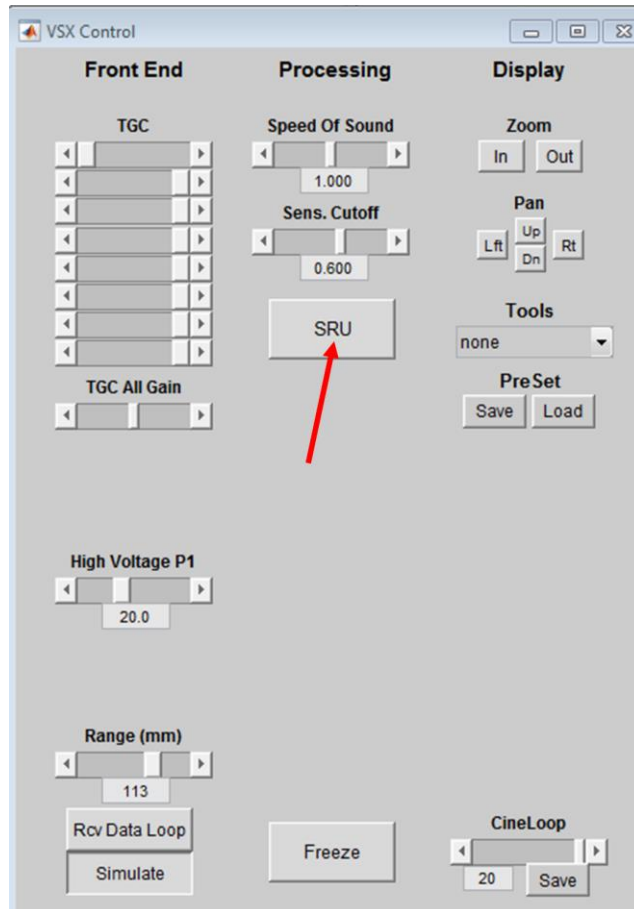 VSX Control
Front End
Processing
Display
TGC
Speed Of Sound
1.000
Sens. Cutoff
0.600
SRU
Zoom
In
Out
Pan
Lft
Up
Dn
Rt
Tools
none
PreSet
Save
Load
TGC All Gain
High Voltage P1
20.0
Range (mm)
113
Rcv Data Loop
Simulate
Freeze
CineLoop
20
Save